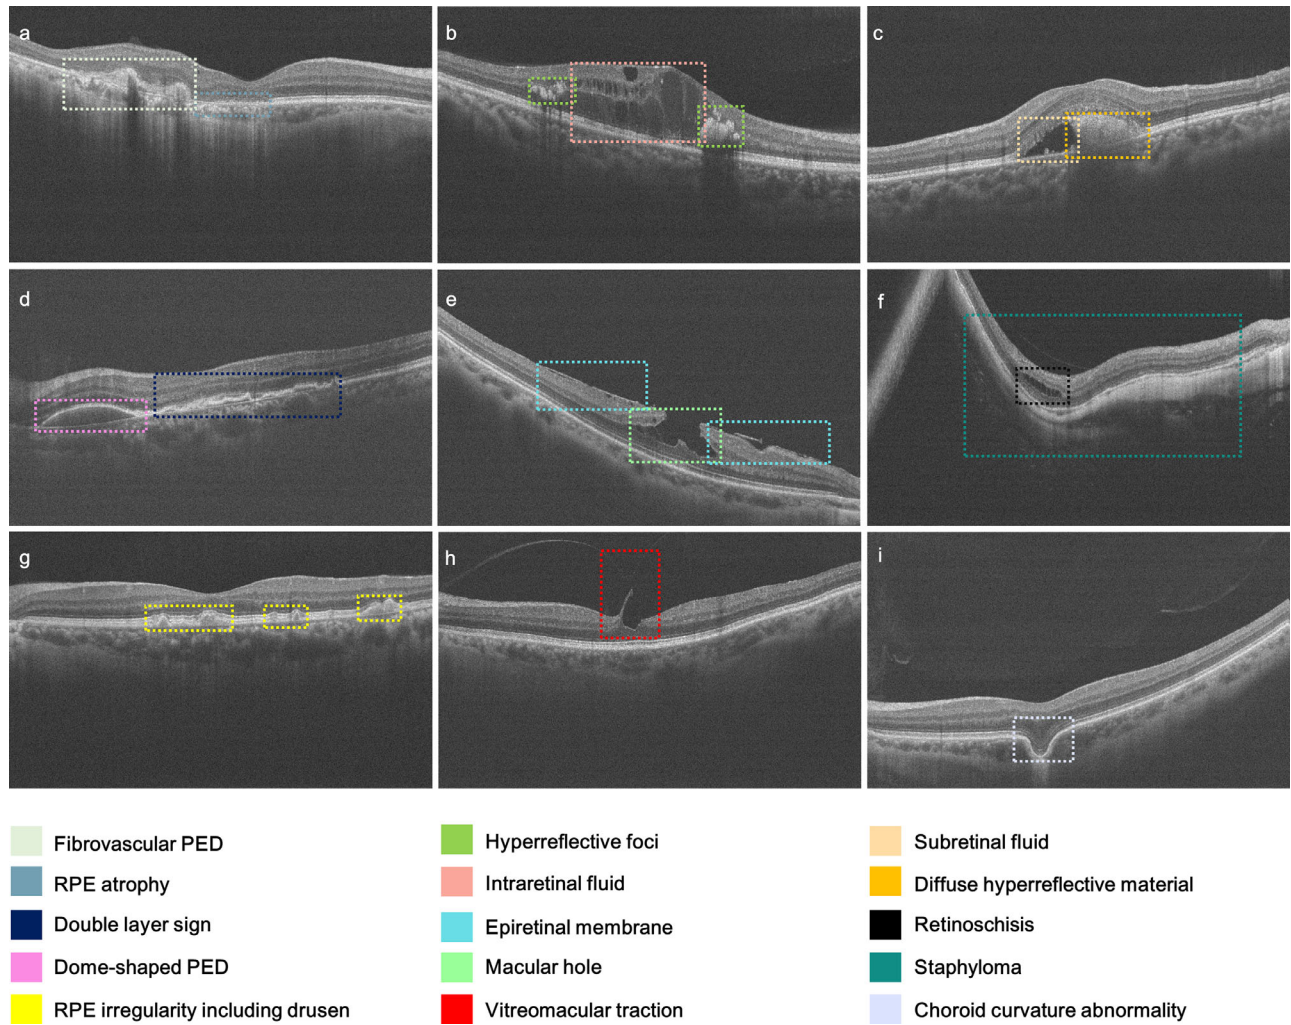 a
b
c
d
e
f
g
h
i
Fibrovascular PED
RPE atrophy
Double layer sign
Dome-shaped PED
RPE irregularity including drusen
Hyperreflective foci
Intraretinal fluid
Epiretinal membrane
Macular hole
Vitreomacular traction
Subretinal fluid
Diffuse hyperreflective material
Retinoschisis
Staphyloma
Choroid curvature abnormality